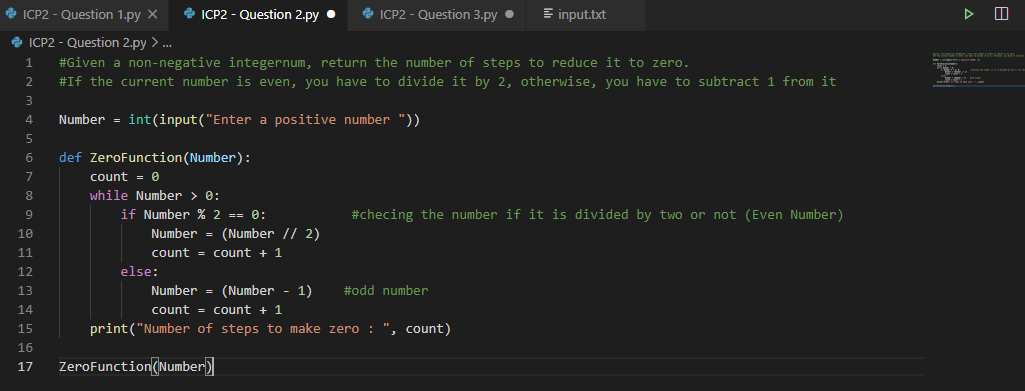 ICP2 - Question 1.py ICP2 - Question 2.py ICP2 - Question 3.py input.txt
ICP2 - Question 2.py > ...
1 #Given a non-negative integernum, return the number of steps to reduce it to zero.
2 #If the current number is even, you have to divide it by 2, otherwise, you have to subtract 1 from it
3
4 Number = int(input("Enter a positive number "))
5
6 def ZeroFunction(Number):
7     count = 0
8     while Number > 0:
9         if Number % 2 == 0:           #checing the number if it is divided by two or not (Even Number)
10             Number = (Number // 2)
11             count = count + 1
12         else:
13             Number = (Number - 1)    #odd number
14             count = count + 1
15     print("Number of steps to make zero : ", count)
16
17 ZeroFunction(Number)